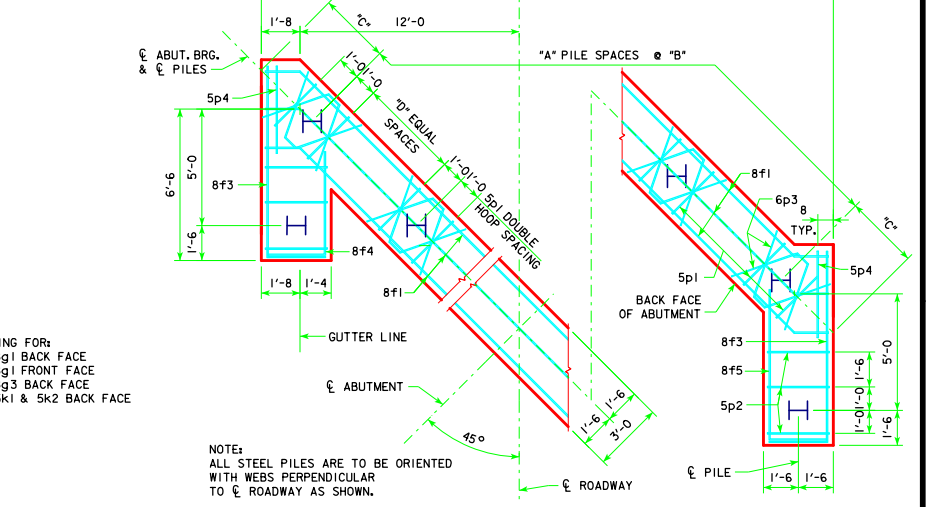 1'-8
12'-0
"C"
"A" PILE SPACES @ "B"
℄ ABUT. BRG.
& ℄ PILES
1'-0
1'-0
5p4
"D" EQUAL
SPACES
6'-6
5'-0
8f3
1'-6
1'-0
1'-0
5p1 DOUBLE
HOOP SPACING
8f4
8f1
1'-8
1'-4
GUTTER LINE
8f1
6p3
8
TYP.
"C"
5p1
5p4
BACK FACE
OF ABUTMENT
8f3
8f5
5p2
1'-6
1'-0
1'-0
5'-0
1'-6
℄ PILE
1'-6
1'-6
ING FOR:
g1 BACK FACE
g1 FRONT FACE
g3 BACK FACE
k1 & 5k2 BACK FACE
℄ ABUTMENT
1'-6
1'-6
3'-0
45°
NOTE:
ALL STEEL PILES ARE TO BE ORIENTED
WITH WEBS PERPENDICULAR
TO ℄ ROADWAY AS SHOWN.
℄ ROADWAY